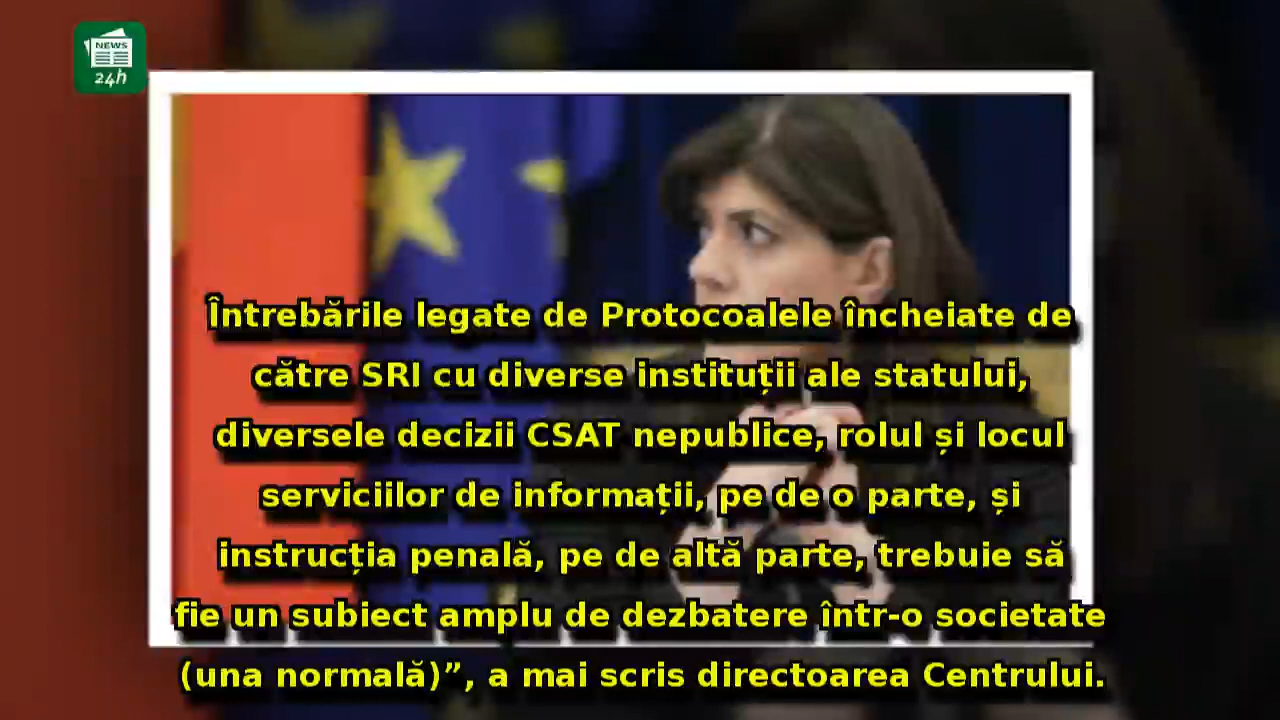 NEWS
24h
Întrebările legate de Protocoalele încheiate de
către SRI cu diverse instituții ale statului,
diversele decizii CSAT nepublice, rolul și locul
serviciilor de informații, pe de o parte, și
instrucția penală, pe de altă parte, trebuie să
fie un subiect amplu de dezbatere într-o societate
(una normală)”, a mai scris directoarea Centrului.